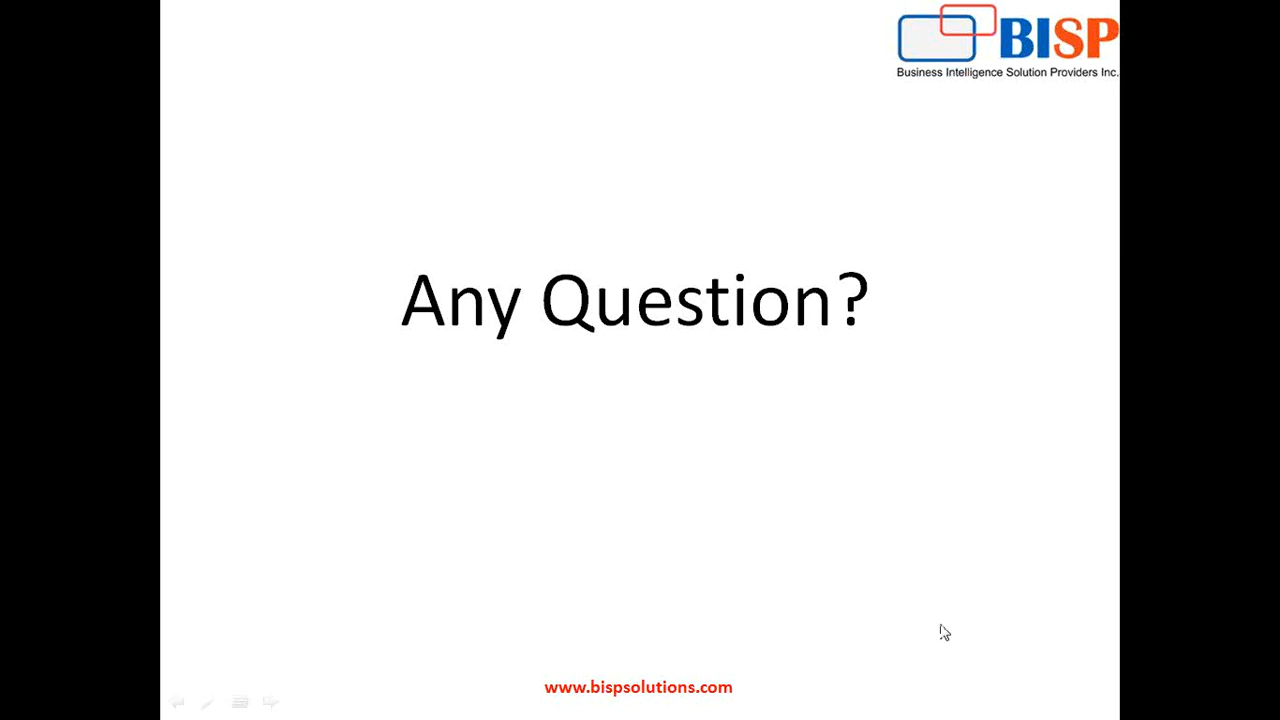 BISP
Business Intelligence Solution Providers Inc.
Any Question?
www.bispsolutions.com